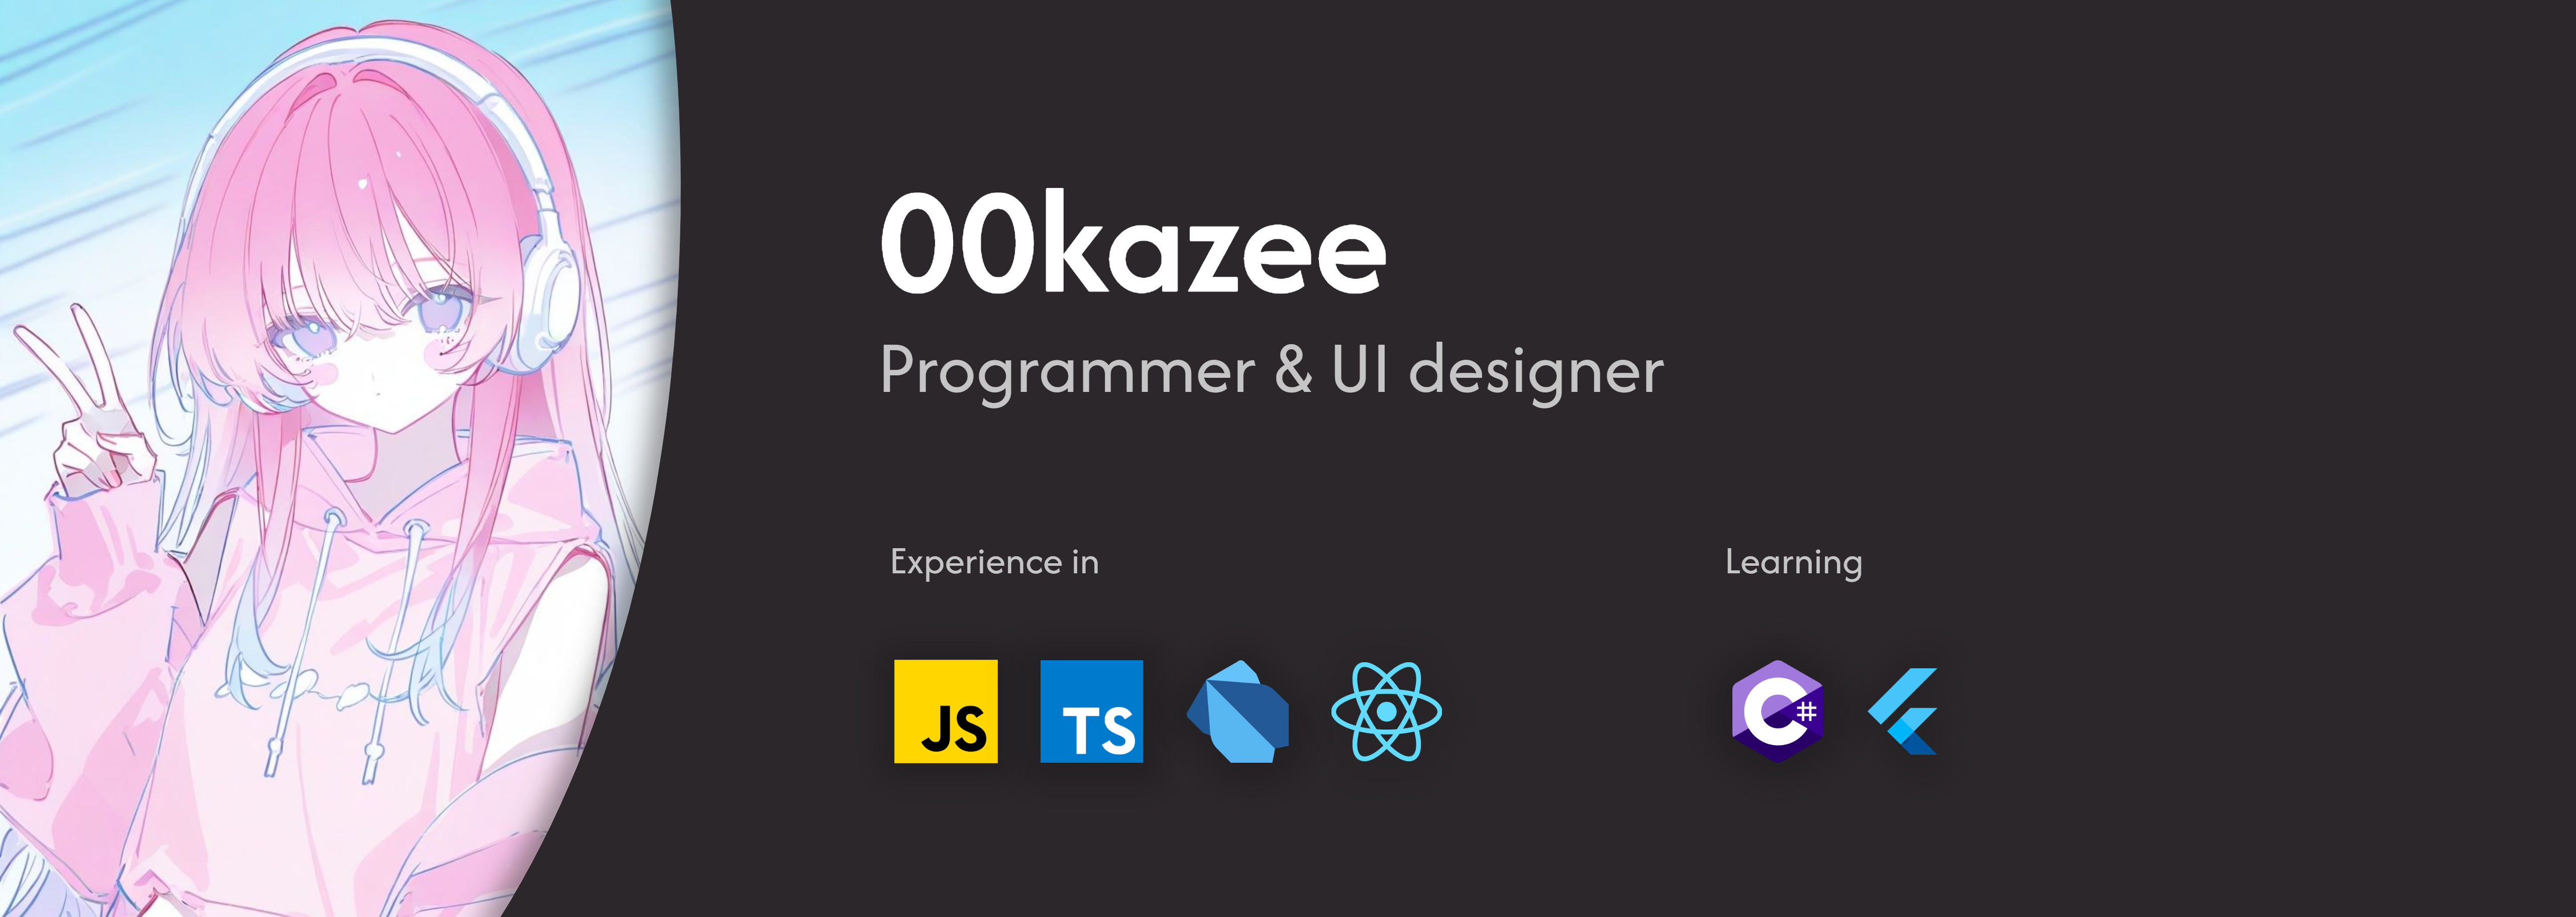 00kazee
Programmer & UI designer
Experience in
Learning
JS
TS
C#